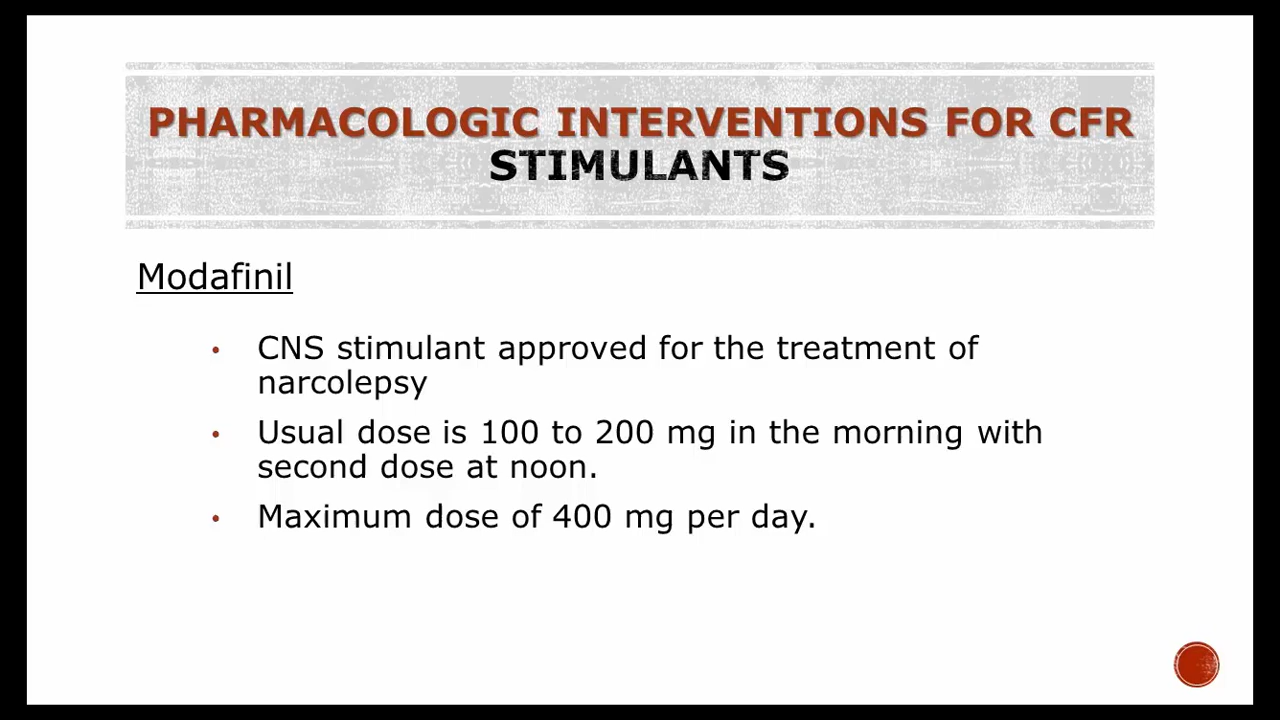 PHARMACOLOGIC INTERVENTIONS FOR CFR
STIMULANTS
Modafinil
• CNS stimulant approved for the treatment of
narcolepsy
• Usual dose is 100 to 200 mg in the morning with
second dose at noon.
• Maximum dose of 400 mg per day.